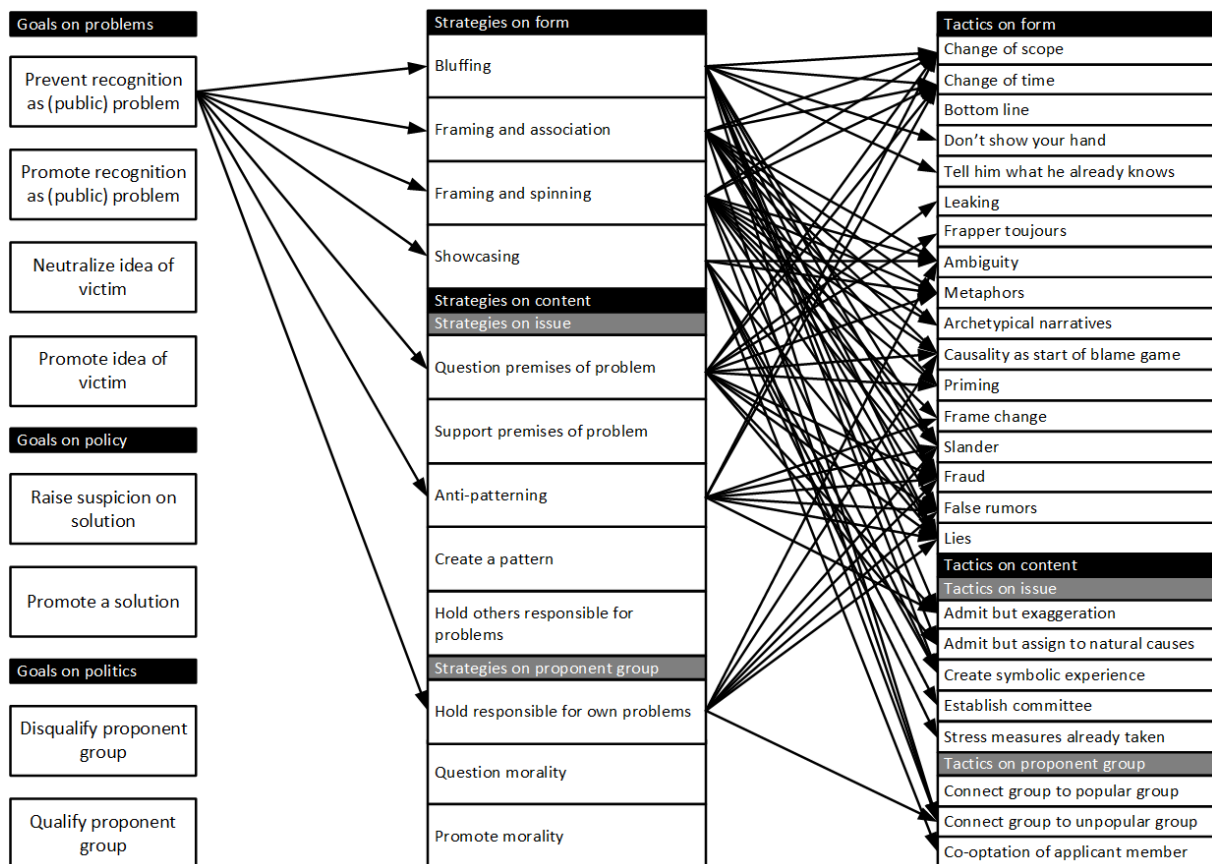 Goals on problems
Prevent recognition
as (public) problem
Promote recognition
as (public) problem
Neutralize idea of
victim
Promote idea of
victim
Goals on policy
Raise suspicion on
solution
Promote a solution
Goals on politics
Disqualify proponent
group
Qualify proponent
group
Strategies on form
Bluffing
Framing and association
Framing and spinning
Showcasing
Strategies on content
Strategies on issue
Question premises of problem
Support premises of problem
Anti-patterning
Create a pattern
Hold others responsible for
problems
Strategies on proponent group
Hold responsible for own problems
Question morality
Promote morality
Tactics on form
Change of scope
Change of time
Bottom line
Don't show your hand
Tell him what he already knows
Leaking
Frapper toujours
Ambiguity
Metaphors
Archetypical narratives
Causality as start of blame game
Priming
Frame change
Slander
Fraud
False rumors
Lies
Tactics on content
Tactics on issue
Admit but exaggeration
Admit but assign to natural causes
Create symbolic experience
Establish committee
Stress measures already taken
Tactics on proponent group
Connect group to popular group
Connect group to unpopular group
Co-optation of applicant member